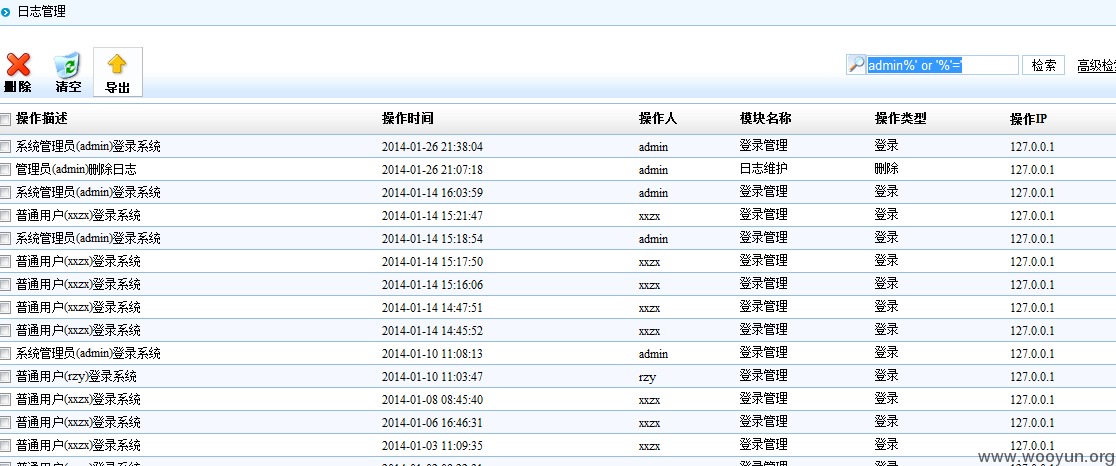 日志管理
删除 清空 导出 admin%' or '%'=' 检索 高级检
操作描述 操作时间 操作人 模块名称 操作类型 操作IP
系统管理员(admin)登录系统 2014-01-26 21:38:04 admin 登录管理 登录 127.0.0.1
管理员(admin)删除日志 2014-01-26 21:07:18 admin 日志维护 删除 127.0.0.1
系统管理员(admin)登录系统 2014-01-14 16:03:59 admin 登录管理 登录 127.0.0.1
普通用户(xxzx)登录系统 2014-01-14 15:21:47 xxzx 登录管理 登录 127.0.0.1
系统管理员(admin)登录系统 2014-01-14 15:18:54 admin 登录管理 登录 127.0.0.1
普通用户(xxzx)登录系统 2014-01-14 15:17:50 xxzx 登录管理 登录 127.0.0.1
普通用户(xxzx)登录系统 2014-01-14 15:16:06 xxzx 登录管理 登录 127.0.0.1
普通用户(xxzx)登录系统 2014-01-14 14:47:51 xxzx 登录管理 登录 127.0.0.1
普通用户(xxzx)登录系统 2014-01-14 14:45:52 xxzx 登录管理 登录 127.0.0.1
系统管理员(admin)登录系统 2014-01-10 11:08:13 admin 登录管理 登录 127.0.0.1
普通用户(rzy)登录系统 2014-01-10 11:03:47 rzy 登录管理 登录 127.0.0.1
普通用户(xxzx)登录系统 2014-01-08 08:45:40 xxzx 登录管理 登录 127.0.0.1
普通用户(xxzx)登录系统 2014-01-06 16:46:31 xxzx 登录管理 登录 127.0.0.1
普通用户(xxzx)登录系统 2014-01-03 11:09:35 xxzx 登录管理 登录 127.0.0.1
www.wooyun.org